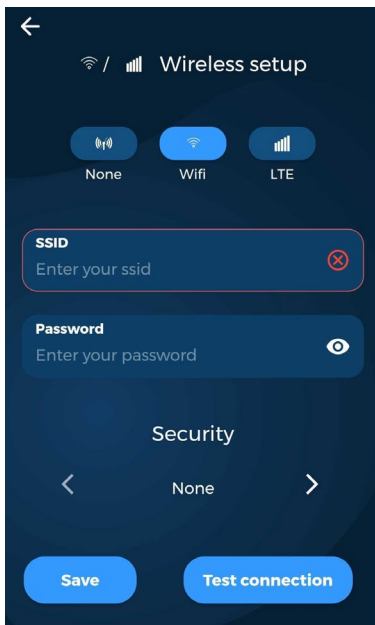 / Wireless setup
None Wifi LTE
SSID
Enter your ssid
Password
Enter your password
Security
None
Save Test connection